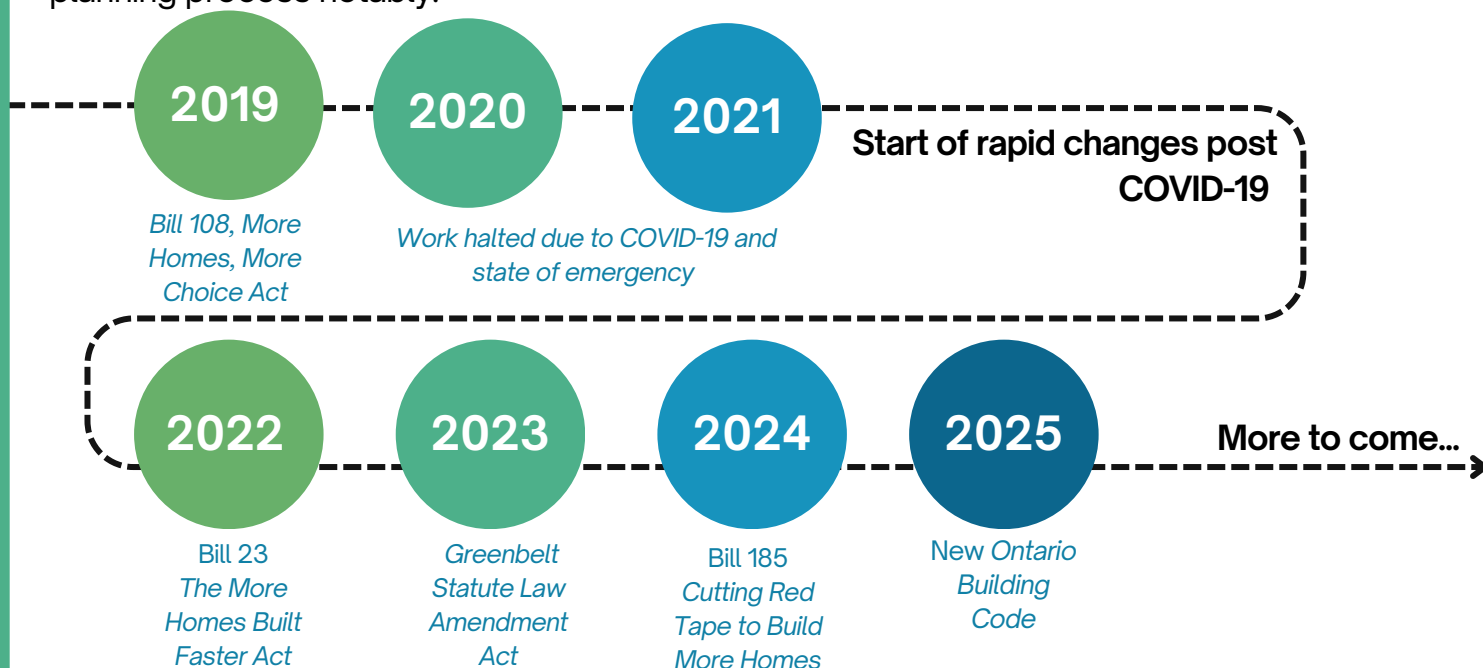 planning process notably.
2019
2020
2021
Start of rapid changes post
COVID-19
Bill 108, More
Homes, More
Choice Act
Work halted due to COVID-19 and
state of emergency
2022
2023
2024
2025
More to come...
Bill 23
The More
Homes Built
Faster Act
Greenbelt
Statute Law
Amendment
Act
Bill 185
Cutting Red
Tape to Build
More Homes
New Ontario
Building
Code